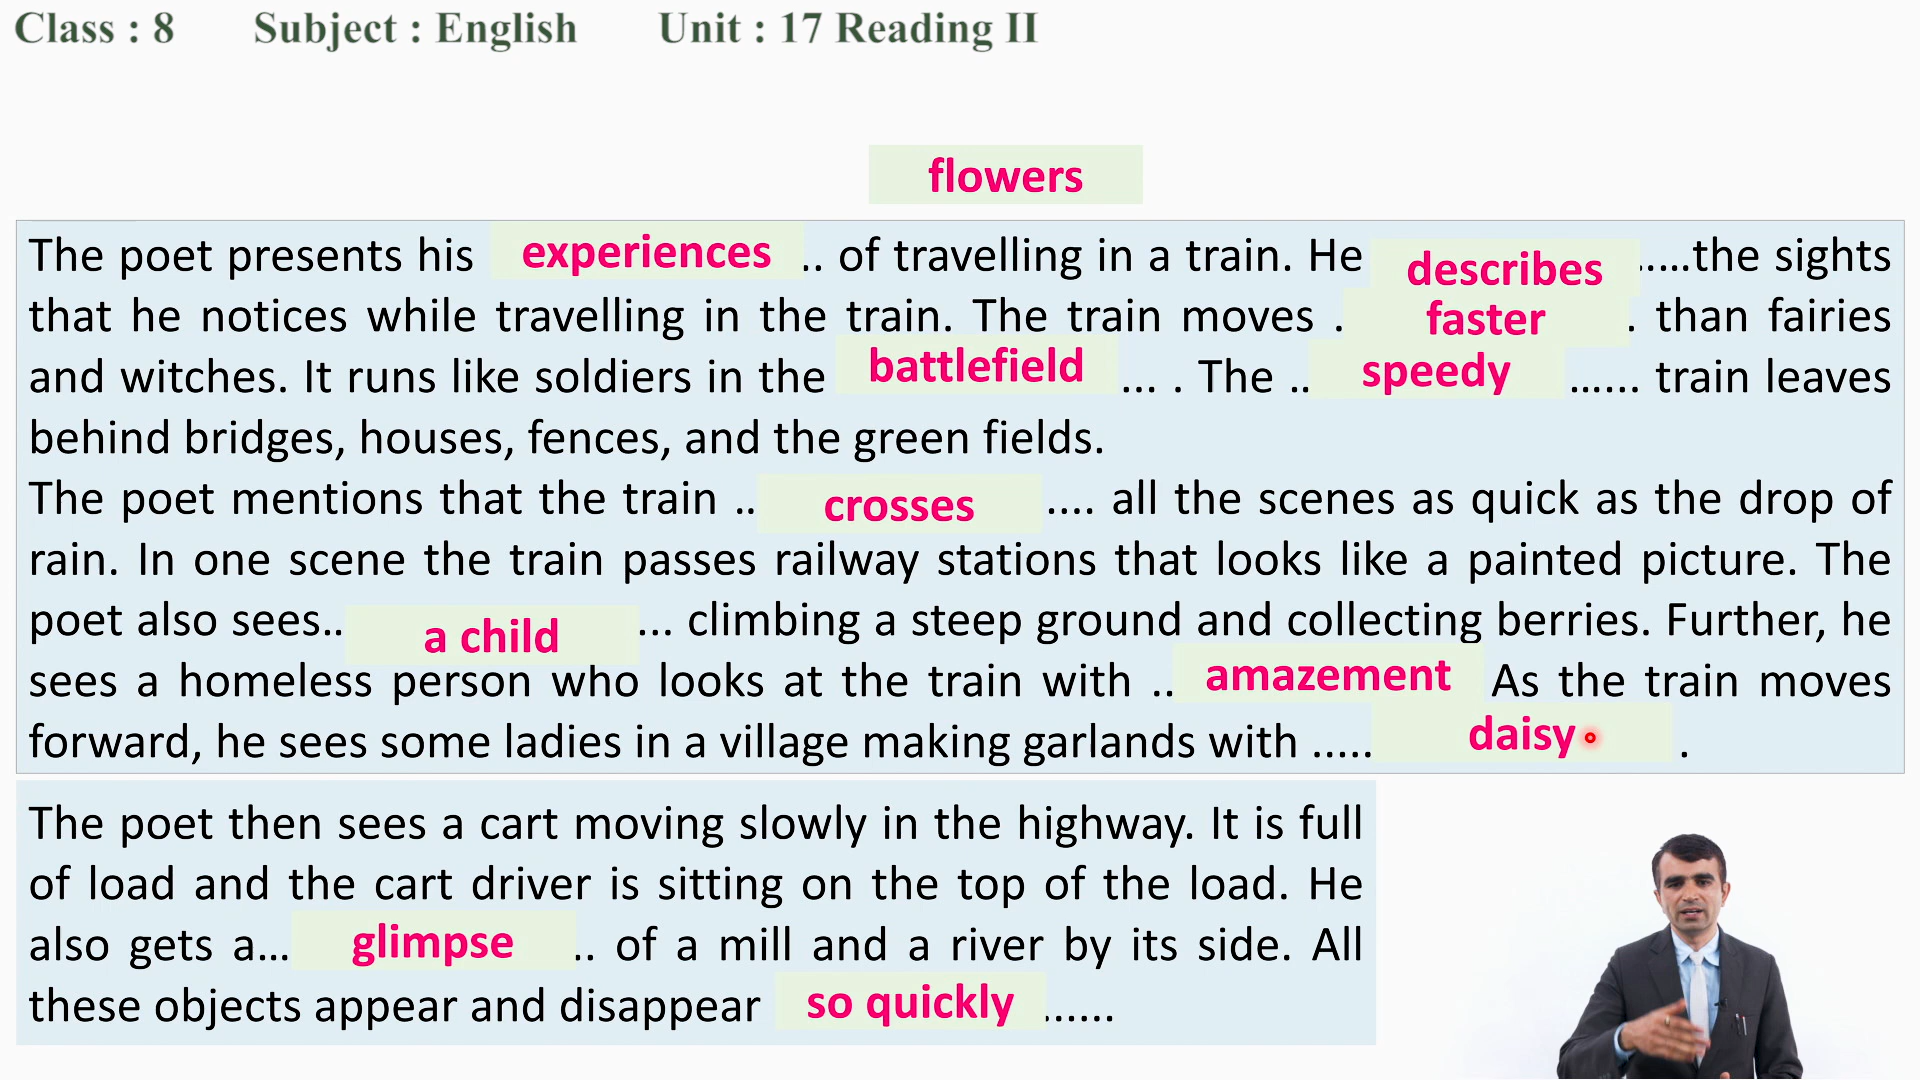 Class : 8 Subject : English Unit : 17 Reading II
flowers
The poet presents his experiences .. of travelling in a train. He describes .....the sights
that he notices while travelling in the train. The train moves . faster . than fairies
and witches. It runs like soldiers in the battlefield ... . The .. speedy ...... train leaves
behind bridges, houses, fences, and the green fields.
The poet mentions that the train .. crosses .... all the scenes as quick as the drop of
rain. In one scene the train passes railway stations that looks like a painted picture. The
poet also sees.. a child ... climbing a steep ground and collecting berries. Further, he
sees a homeless person who looks at the train with .. amazement As the train moves
forward, he sees some ladies in a village making garlands with ..... daisy .
The poet then sees a cart moving slowly in the highway. It is full
of load and the cart driver is sitting on the top of the load. He
also gets a... glimpse .. of a mill and a river by its side. All
these objects appear and disappear so quickly ......